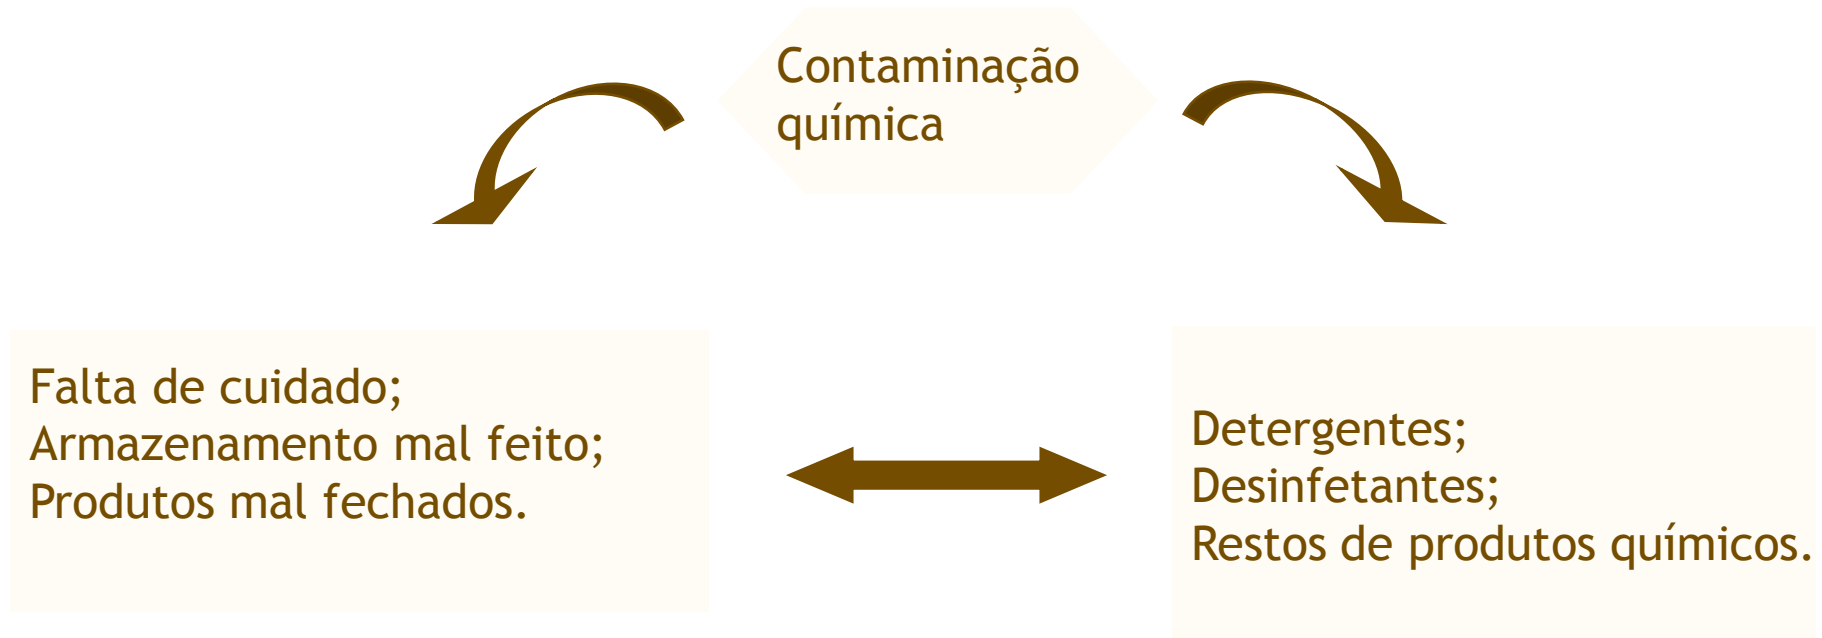 Contaminação
química
Falta de cuidado;
Armazenamento mal feito;
Produtos mal fechados.
Detergentes;
Desinfetantes;
Restos de produtos químicos.